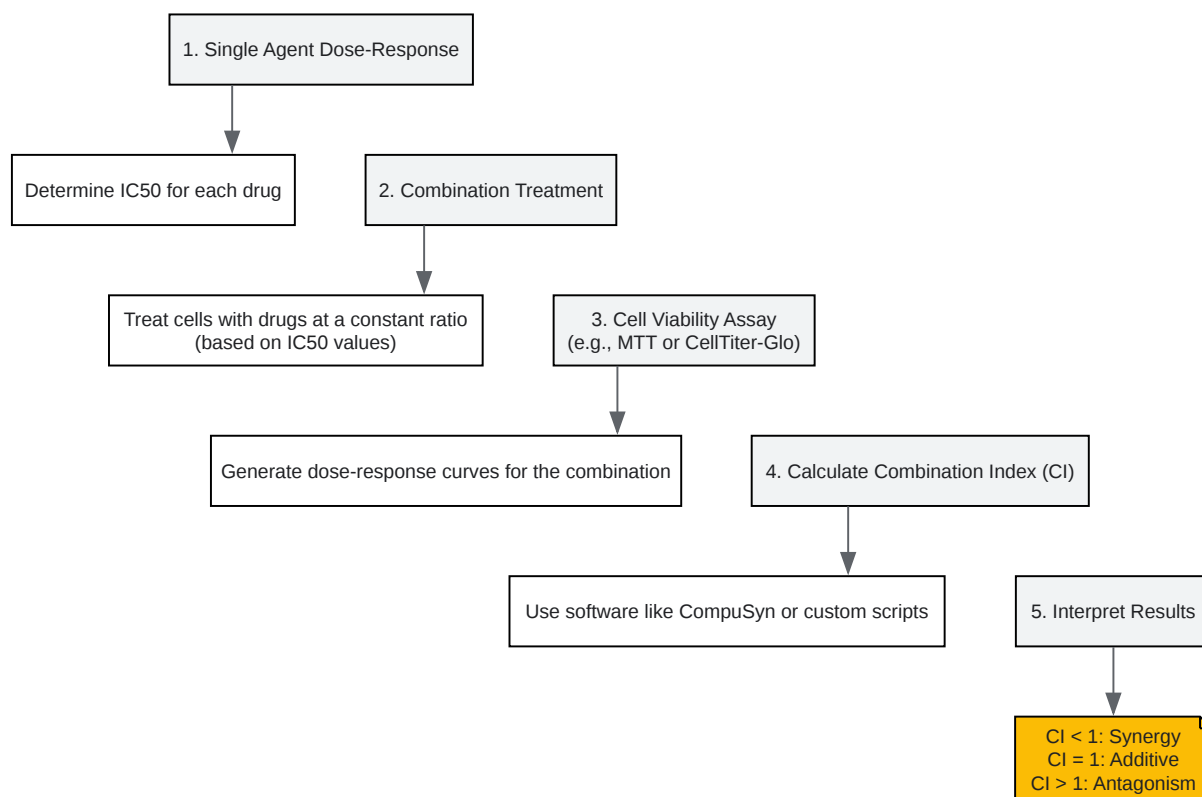 1. Single Agent Dose-Response
Determine IC50 for each drug
2. Combination Treatment
Treat cells with drugs at a constant ratio
(based on IC50 values)
3. Cell Viability Assay
(e.g., MTT or CellTiter-Glo)
Generate dose-response curves for the combination
4. Calculate Combination Index (CI)
Use software like CompuSyn or custom scripts
5. Interpret Results
CI < 1: Synergy
CI = 1: Additive
CI > 1: Antagonism